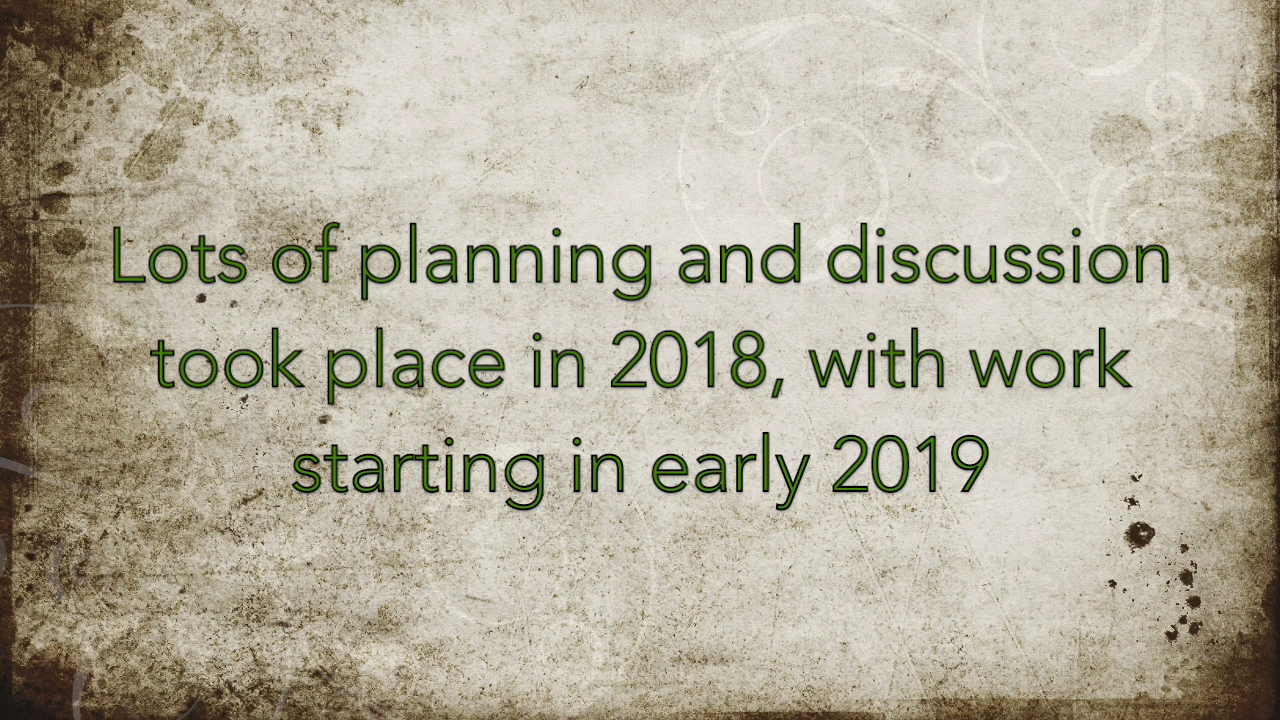 Lots of planning and discussion
took place in 2018, with work
starting in early 2019